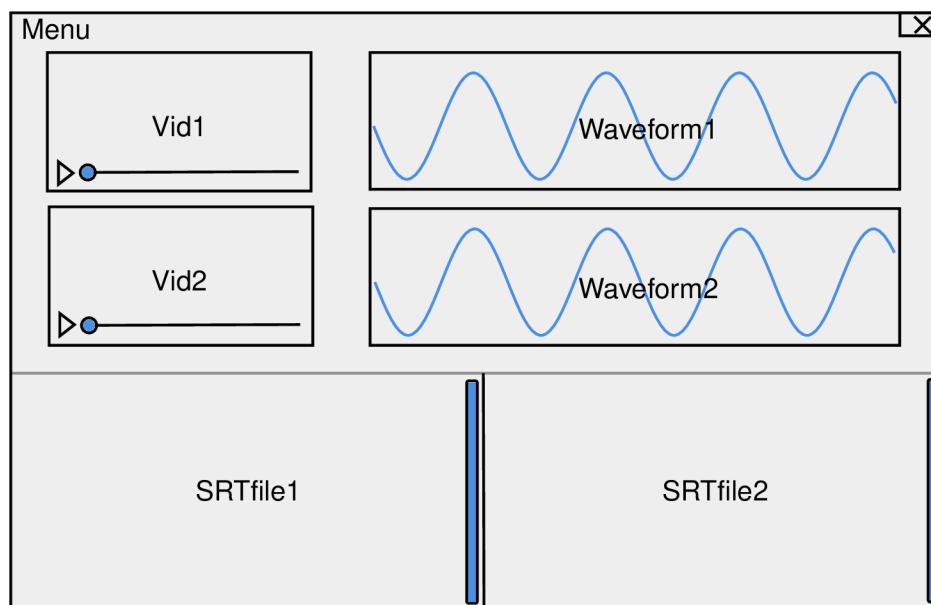 Menu
Vid1
Waveform1
Vid2
Waveform2
SRTfile1
SRTfile2